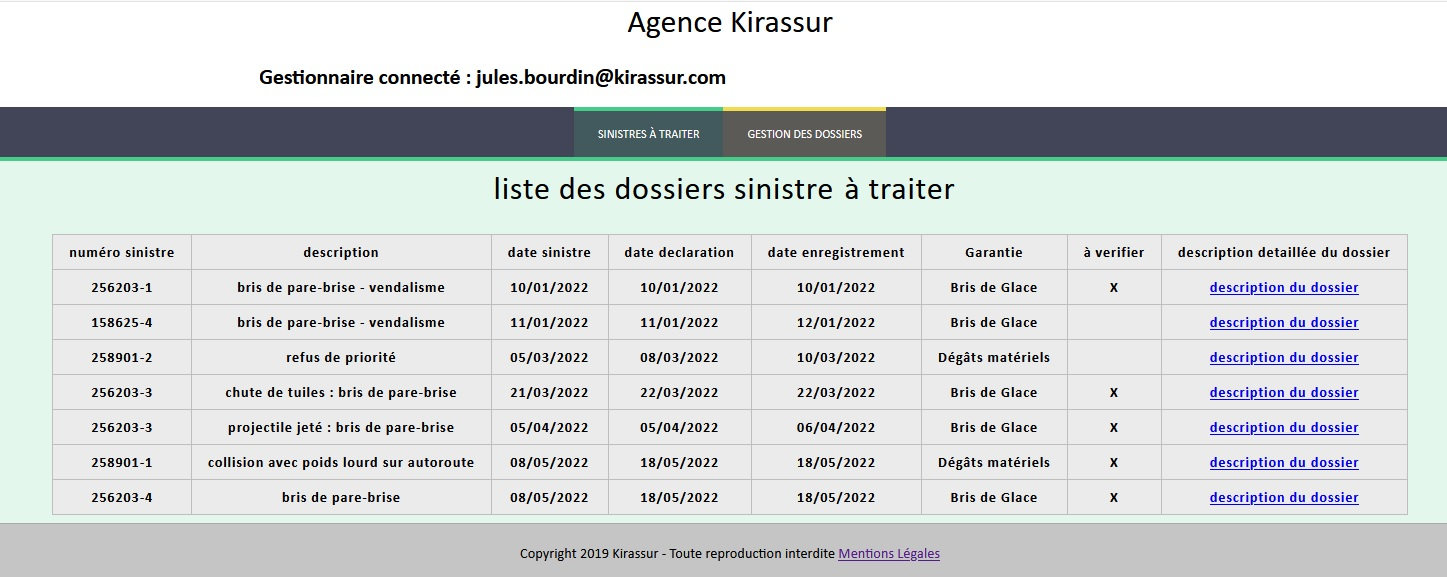 Agence Kirassur
Gestionnaire connecté : jules.bourdin@kirassur.com
SINISTRES À TRAITER GESTION DES DOSSIERS
liste des dossiers sinistre à traiter
numéro sinistre description date sinistre date declaration date enregistrement Garantie à verifier description detaillée du dossier
256203-1 bris de pare-brise - vendalisme 10/01/2022 10/01/2022 10/01/2022 Bris de Glace X description du dossier
158625-4 bris de pare-brise - vendalisme 11/01/2022 11/01/2022 12/01/2022 Bris de Glace description du dossier
258901-2 refus de priorité 05/03/2022 08/03/2022 10/03/2022 Dégâts matériels description du dossier
256203-3 chute de tuiles : bris de pare-brise 21/03/2022 22/03/2022 22/03/2022 Bris de Glace X description du dossier
256203-3 projectile jeté : bris de pare-brise 05/04/2022 05/04/2022 06/04/2022 Bris de Glace X description du dossier
258901-1 collision avec poids lourd sur autoroute 08/05/2022 18/05/2022 18/05/2022 Dégâts matériels X description du dossier
256203-4 bris de pare-brise 08/05/2022 18/05/2022 18/05/2022 Bris de Glace X description du dossier
Copyright 2019 Kirassur - Toute reproduction interdite Mentions Légales